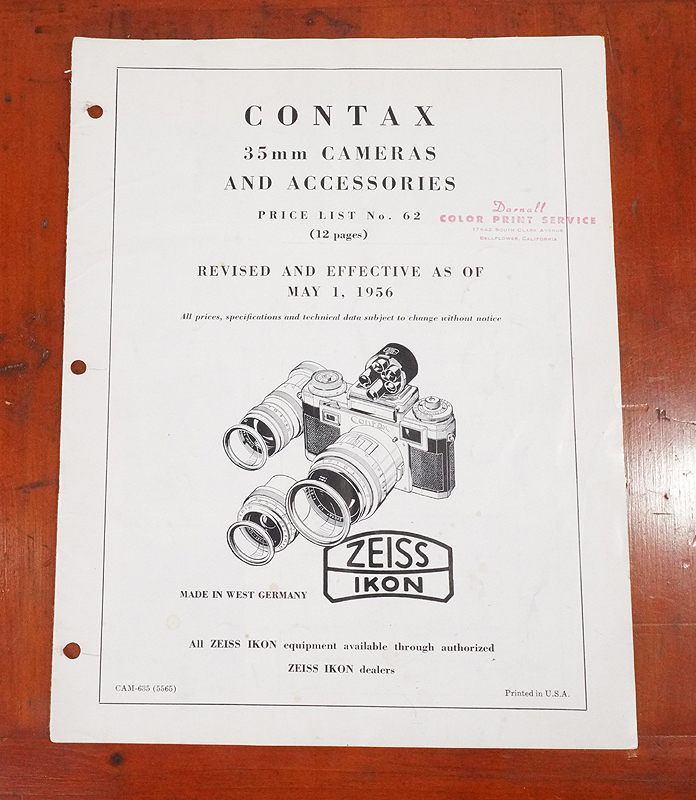 CONTAX
35mm CAMERAS
AND ACCESSORIES
PRICE LIST No. 62
(12 pages)
Darnall
COLOR PRINT SERVICE
SOUTH CLARK AVENUE
BELLFLOWER, CALIFORNIA
REVISED AND EFFECTIVE AS OF
MAY 1, 1956
All prices, specifications and technical data subject to change without notice
Contax
ZEISS
IKON
MADE IN WEST GERMANY
All ZEISS IKON equipment available through authorized
ZEISS IKON dealers
CAM-635 (5565)
Printed in U.S.A.